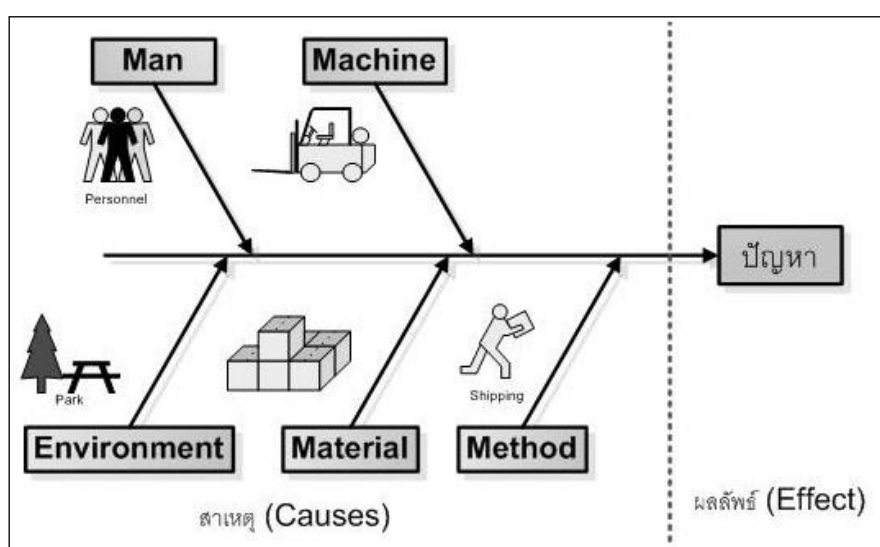 Man
Machine
Personnel
ปัญหา
Park
Shipping
Environment
Material
Method
สาเหตุ (Causes)
ผลลัพธ์ (Effect)